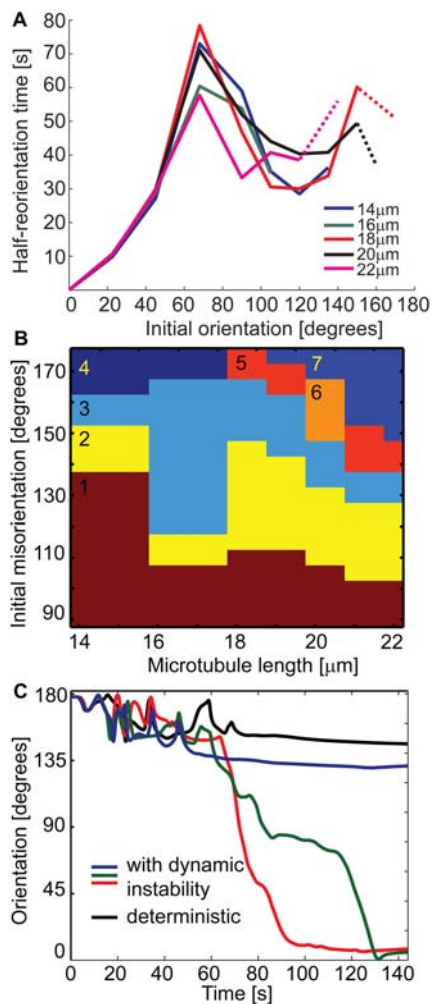 A
Half-reorientation time [s]
80
70
60
50
40
30
20
10
0 20 40 60 80 100 120 140 160 180
Initial orientation [degrees]
14µm
16µm
18µm
20µm
22µm
B
Initial misorientation [degrees]
170
150
130
110
90
4 5 7
3 6
2
1
14 16 18 20 22
Microtubule length [µm]
C
Orientation [degrees]
180
135
90
45
0
with dynamic
instability
deterministic
0 20 40 60 80 100 120 140
Time [s]